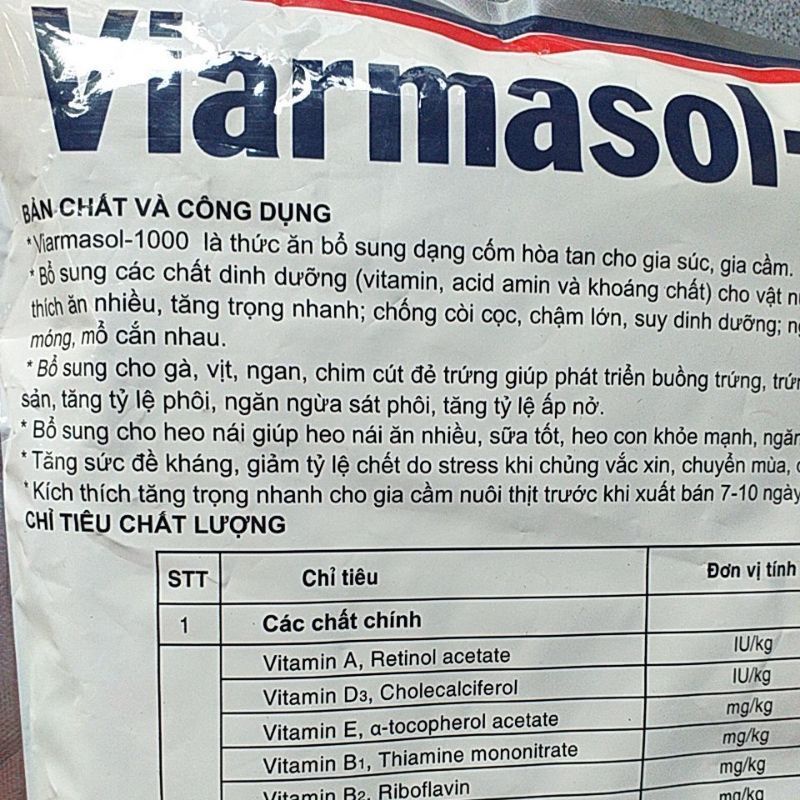 Viarmasol-
BẢN CHẤT VÀ CÔNG DỤNG
*Viarmasol-1000 là thức ăn bổ sung dạng cốm hòa tan cho gia súc, gia cầm.
* Bổ sung các chất dinh dưỡng (vitamin, acid amin và khoáng chất) cho vật
thích ăn nhiều, tăng trọng nhanh; chống còi cọc, chậm lớn, suy dinh dưỡng;
móng, mổ cắn nhau.
* Bổ sung cho gà, vịt, ngan, chim cút đẻ trứng giúp phát triển buồng trứng,
sản, tăng tỷ lệ phôi, ngăn ngừa sát phôi, tăng tỷ lệ ấp nở.
* Bổ sung cho heo nái giúp heo nái ăn nhiều, sữa tốt, heo con khỏe mạnh,
* Tăng sức đề kháng, giảm tỷ lệ chết do stress khi chủng vắc xin, chuyển mùa,
*Kích thích tăng trọng nhanh cho gia cầm nuôi thịt trước khi xuất bán 7-10 ngày
CHỈ TIÊU CHẤT LƯỢNG
STT Chỉ tiêu Đơn vị tính
1 Các chất chính
Vitamin A, Retinol acetate IU/kg
Vitamin D3, Cholecalciferol IU/kg
Vitamin E, α-tocopherol acetate mg/kg
Vitamin B1, Thiamine mononitrate mg/kg
Vitamin B2, Riboflavin mg/kg
mg/kg